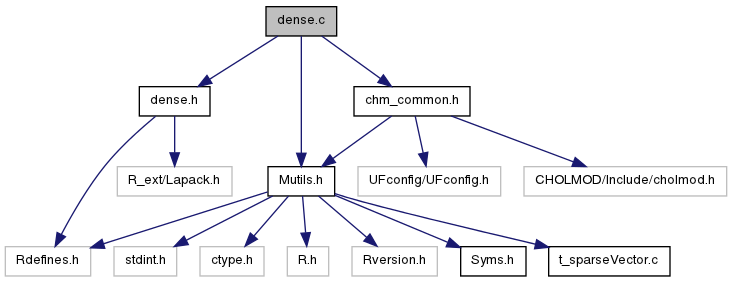 dense.c
dense.h
chm_common.h
R_ext/Lapack.h
Mutils.h
UFconfig/UFconfig.h
CHOLMOD/Include/cholmod.h
Rdefines.h
stdint.h
ctype.h
R.h
Rversion.h
Syms.h
t_sparseVector.c